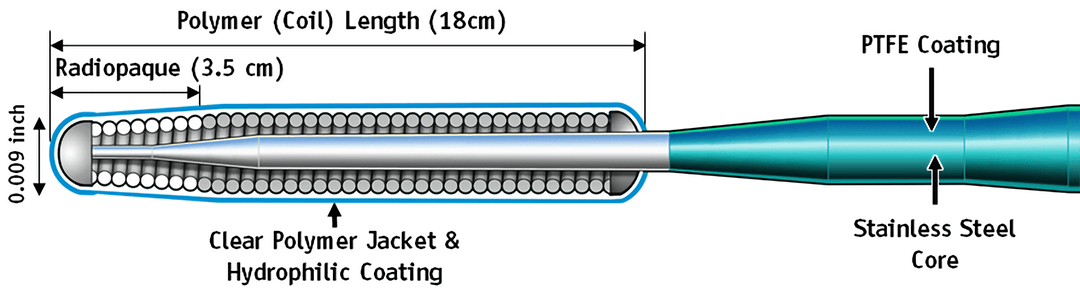 Polymer (Coil) Length (18cm)
PTFE Coating
Radiopaque (3.5 cm)
0.009 inch
Clear Polymer Jacket &
Hydrophilic Coating
Stainless Steel
Core